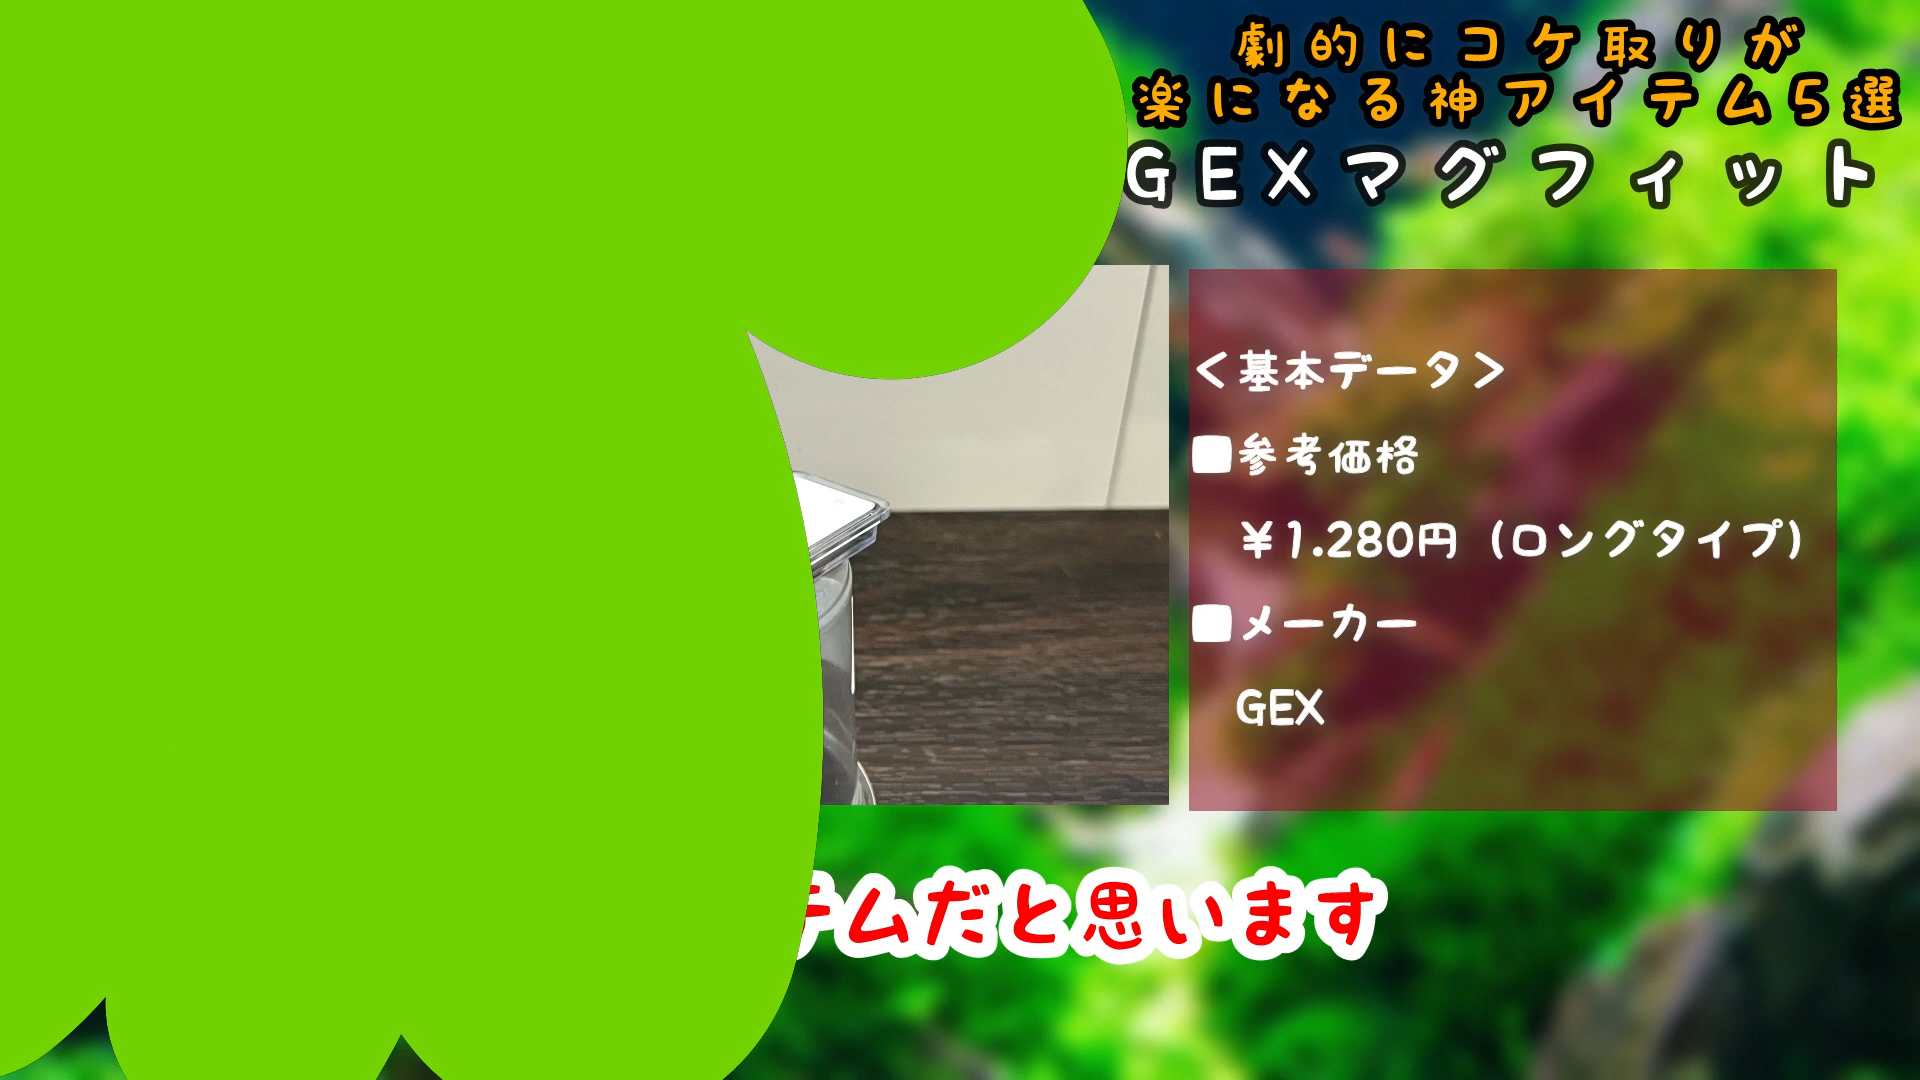 劇的にコケ取りが
楽になる神アイテム5選
GEXマグフィット
＜基本データ＞
■参考価格
￥1.280円（ロングタイプ）
■メーカー
GEX
テムだと思います